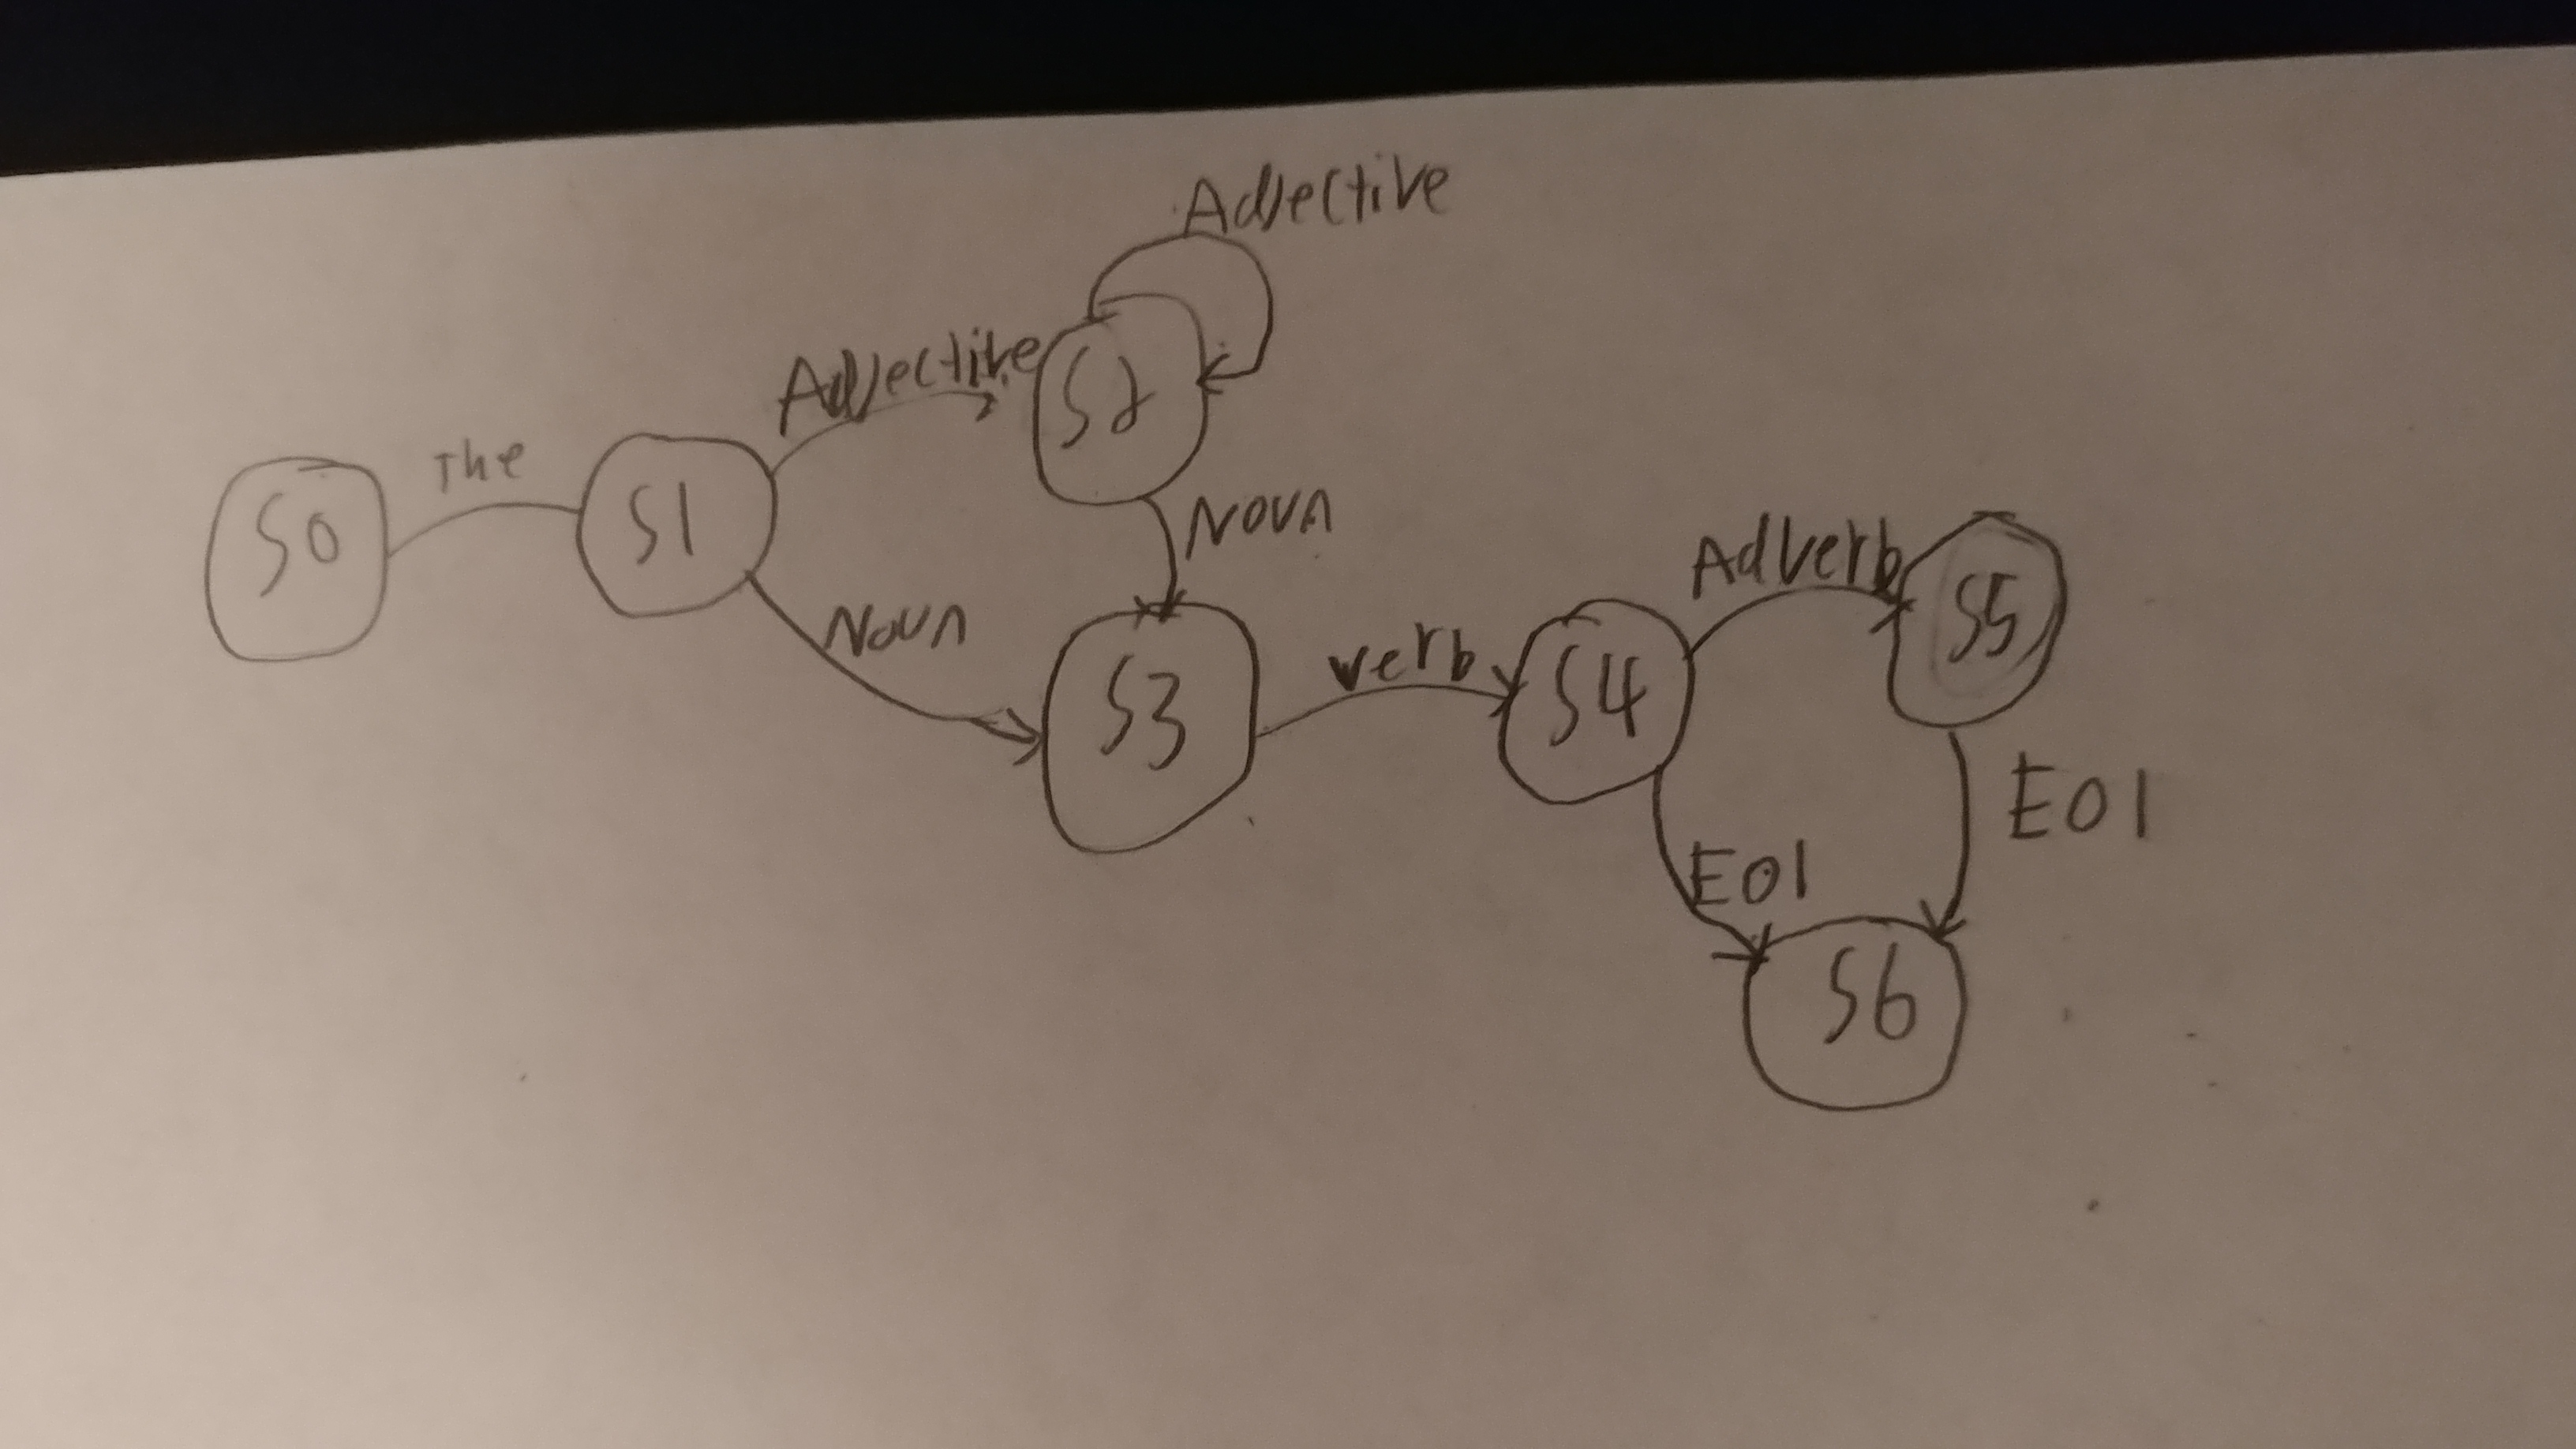 Adjective
Adjective
S2
The
S0
S1
Noun
Noun
Adverb
S5
verb
S3
S4
EOI
EOI
S6